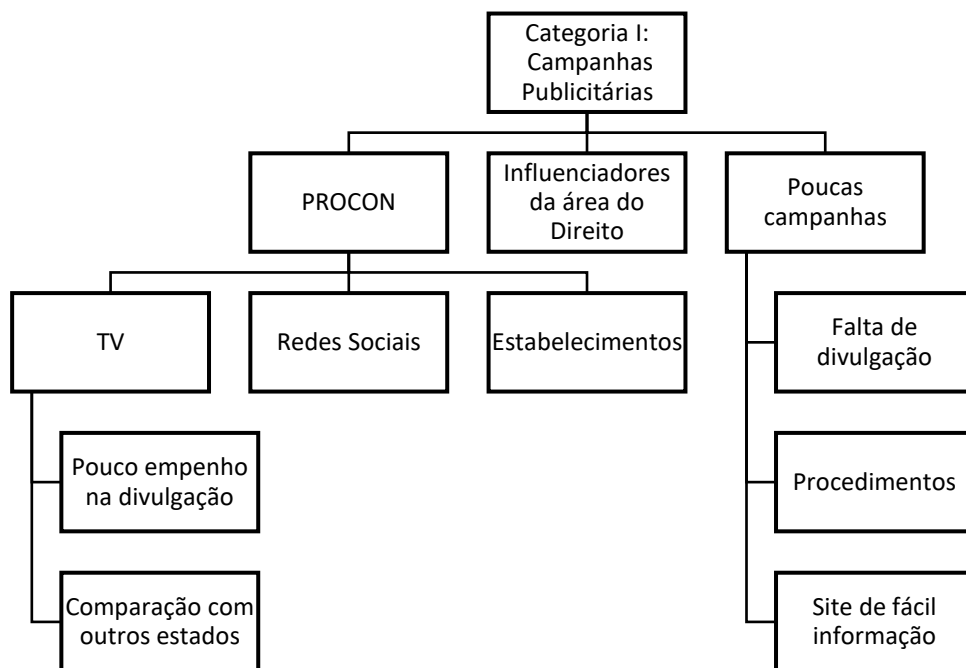 Categoria I:
Campanhas
Publicitárias
PROCON
Influenciadores
da área do
Direito
Poucas
campanhas
TV
Redes Sociais
Estabelecimentos
Falta de
divulgação
Pouco empenho
na divulgação
Procedimentos
Comparação com
outros estados
Site de fácil
informação